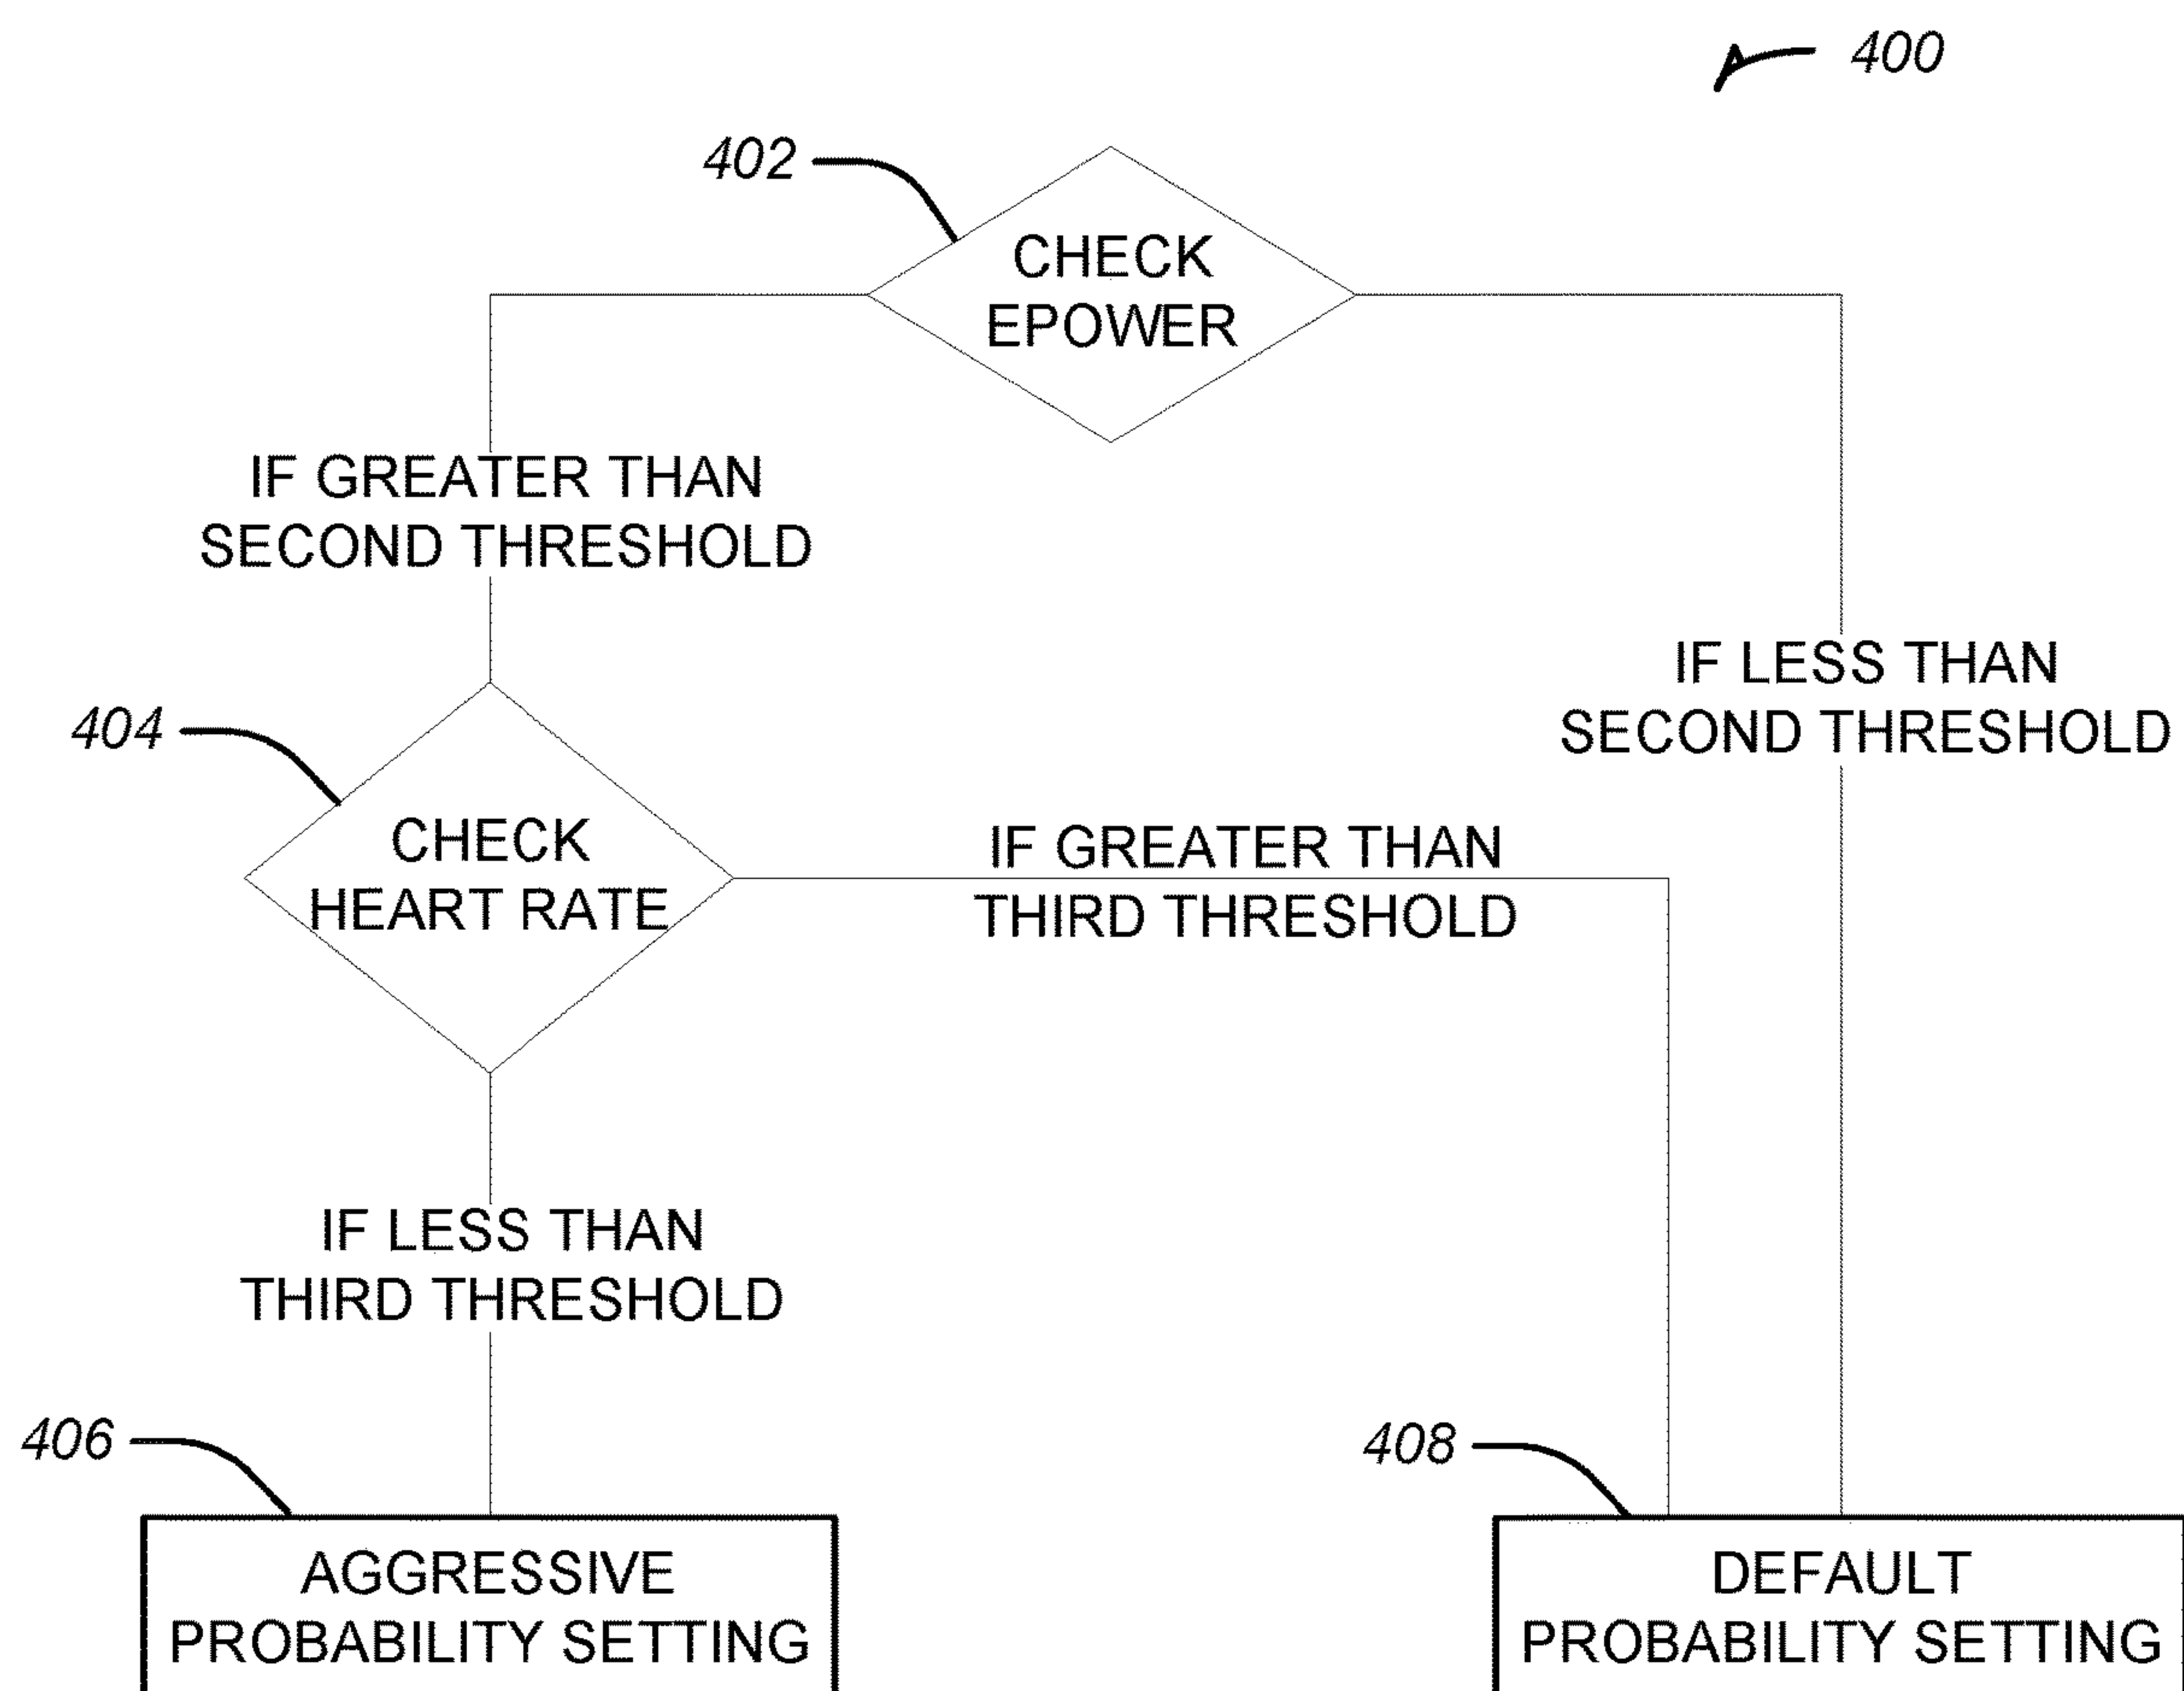 400
402
CHECK
EPOWER
IF GREATER THAN
SECOND THRESHOLD
IF LESS THAN
SECOND THRESHOLD
404
CHECK
HEART RATE
IF GREATER THAN
THIRD THRESHOLD
IF LESS THAN
THIRD THRESHOLD
406
AGGRESSIVE
PROBABILITY SETTING
408
DEFAULT
PROBABILITY SETTING